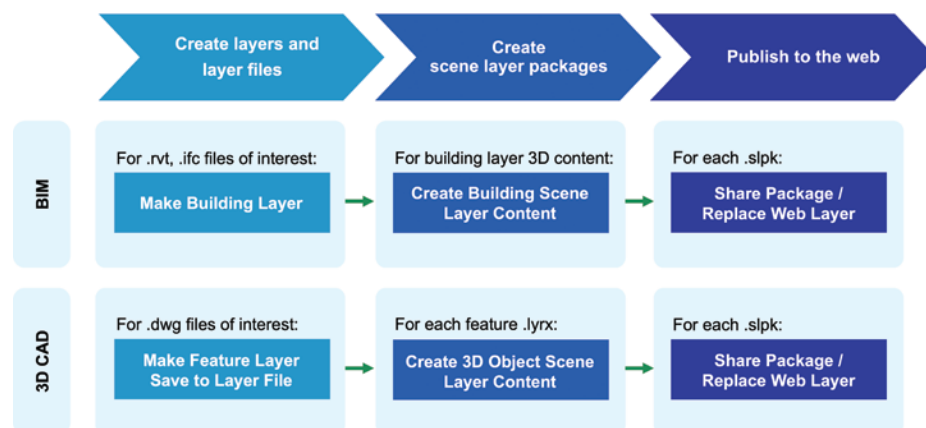 Create layers and
layer files
Create
scene layer packages
Publish to the web
BIM
For .rvt, .ifc files of interest:
Make Building Layer
For building layer 3D content:
Create Building Scene
Layer Content
For each .slpk:
Share Package /
Replace Web Layer
3D CAD
For .dwg files of interest:
Make Feature Layer
Save to Layer File
For each feature .lyrx:
Create 3D Object Scene
Layer Content
For each .slpk:
Share Package /
Replace Web Layer